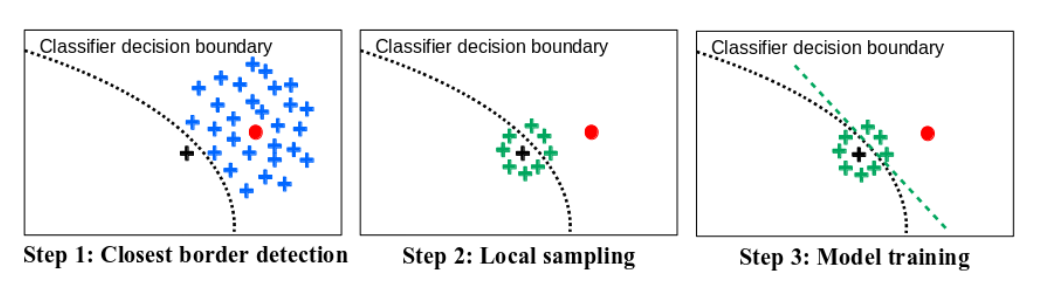 Classifier decision boundary
Classifier decision boundary
Classifier decision boundary
Step 1: Closest border detection
Step 2: Local sampling
Step 3: Model training